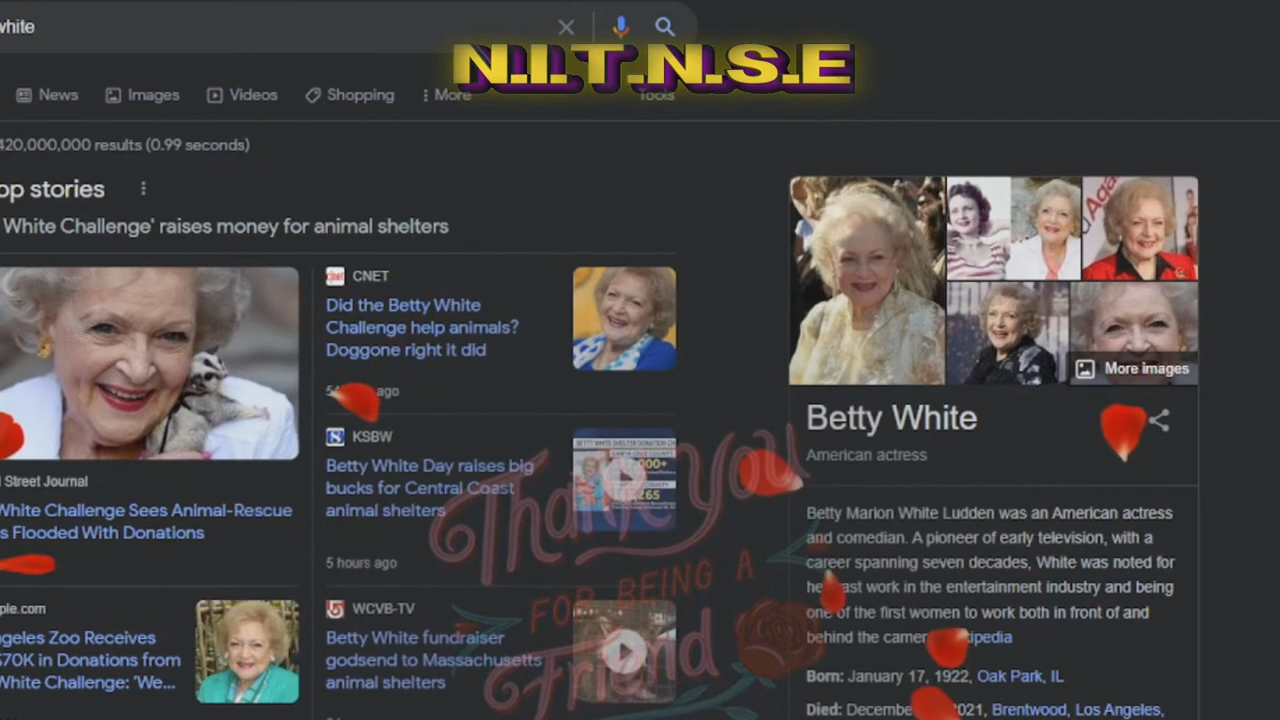 white
N.I.T.N.S.E
News
Images
Videos
Shopping
More
Tools
420,000,000 results (0.99 seconds)
op stories
White Challenge' raises money for animal shelters
CNET
Did the Betty White
Challenge help animals?
Doggone right it did
ago
KSBW
Betty White Day raises big
bucks for Central Coast
animal shelters
5 hours ago
WCVB-TV
Betty White fundraiser
godsend to Massachusetts
animal shelters
Street Journal
White Challenge Sees Animal-Rescue
s Flooded With Donations
ple.com
ngeles Zoo Receives
70K in Donations from
White Challenge: 'We...
Thank You
FOR BEING A
Friend
More images
Betty White
American actress
Betty Marion White Ludden was an American actress
and comedian. A pioneer of early television, with a
career spanning seven decades, White was noted for
her vast work in the entertainment industry and being
one of the first women to work both in front of and
behind the camer ipedia
Born: January 17, 1922, Oak Park, IL
Died: Decembe 2021, Brentwood, Los Angeles,